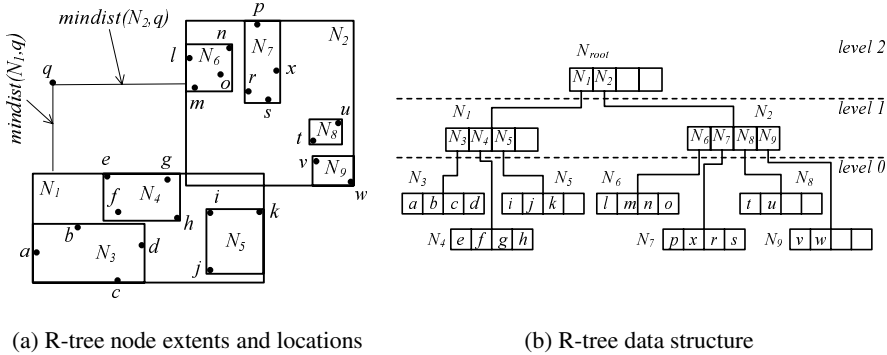 p
mindist(N2,q)
n
N2
l
N6
N7
q
x
o
m
r
s
mindist(N1,q)
u
t
N8
v
N9
w
e
g
N1
N4
f
h
i
k
b
a
N3
d
N5
j
c
(a) R-tree node extents and locations
level 2
Nroot
N1 N2
level 1
N1
N2
N3 N4 N5
N6 N7 N8 N9
level 0
N3
N5
N6
N8
a b c d
i j k
l m n o
t u
N4
e f g h
N7
p x r s
N9
v w
(b) R-tree data structure